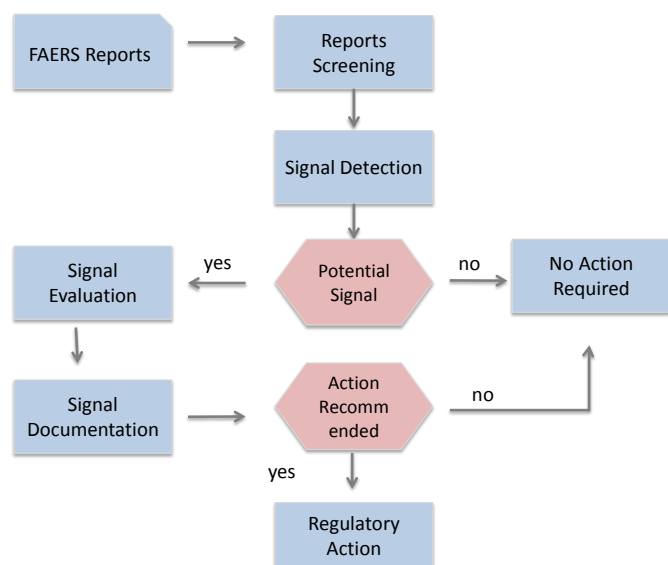 FAERS Reports
Reports
Screening
Signal Detection
Potential
Signal
yes
no
Signal
Evaluation
No Action
Required
Signal
Documentation
Action
Recomm
ended
no
yes
Regulatory
Action